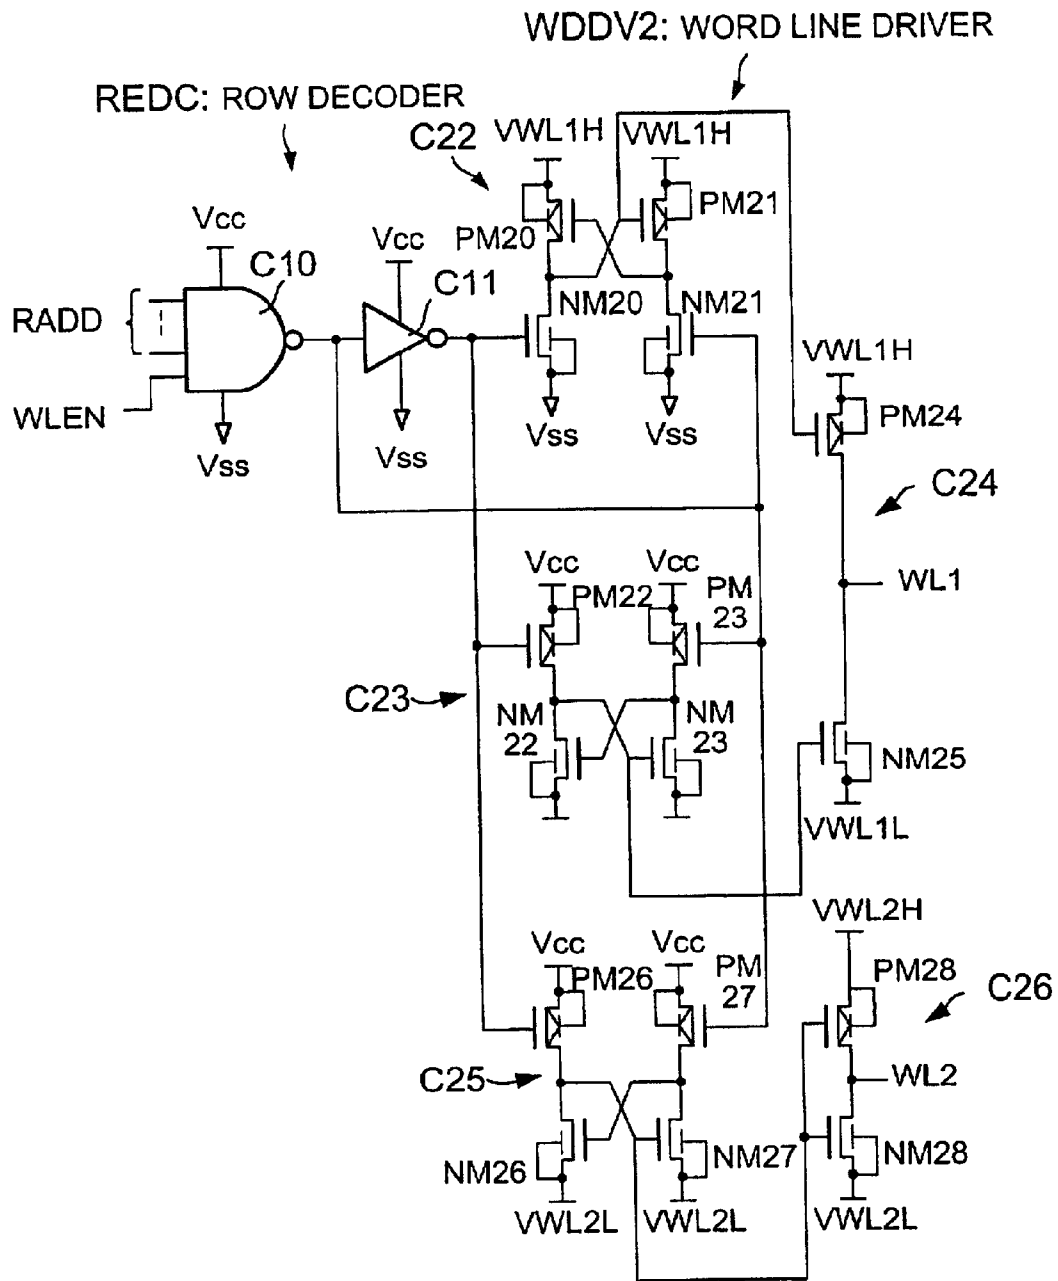 WDDV2: WORD LINE DRIVER
REDC: ROW DECODER
C22
VWL1H
VWL1H
PM20
PM21
Vcc
C10
Vcc
C11
NM20
NM21
RADD
WLEN
Vss
Vss
Vss
Vss
VWL1H
PM24
C24
WL1
Vcc
PM22
Vcc
PM
23
C23
NM
22
NM
23
NM25
VWL1L
VWL2H
Vcc
PM26
Vcc
PM
27
PM28
C26
C25
WL2
NM26
NM27
NM28
VWL2L
VWL2L
VWL2L